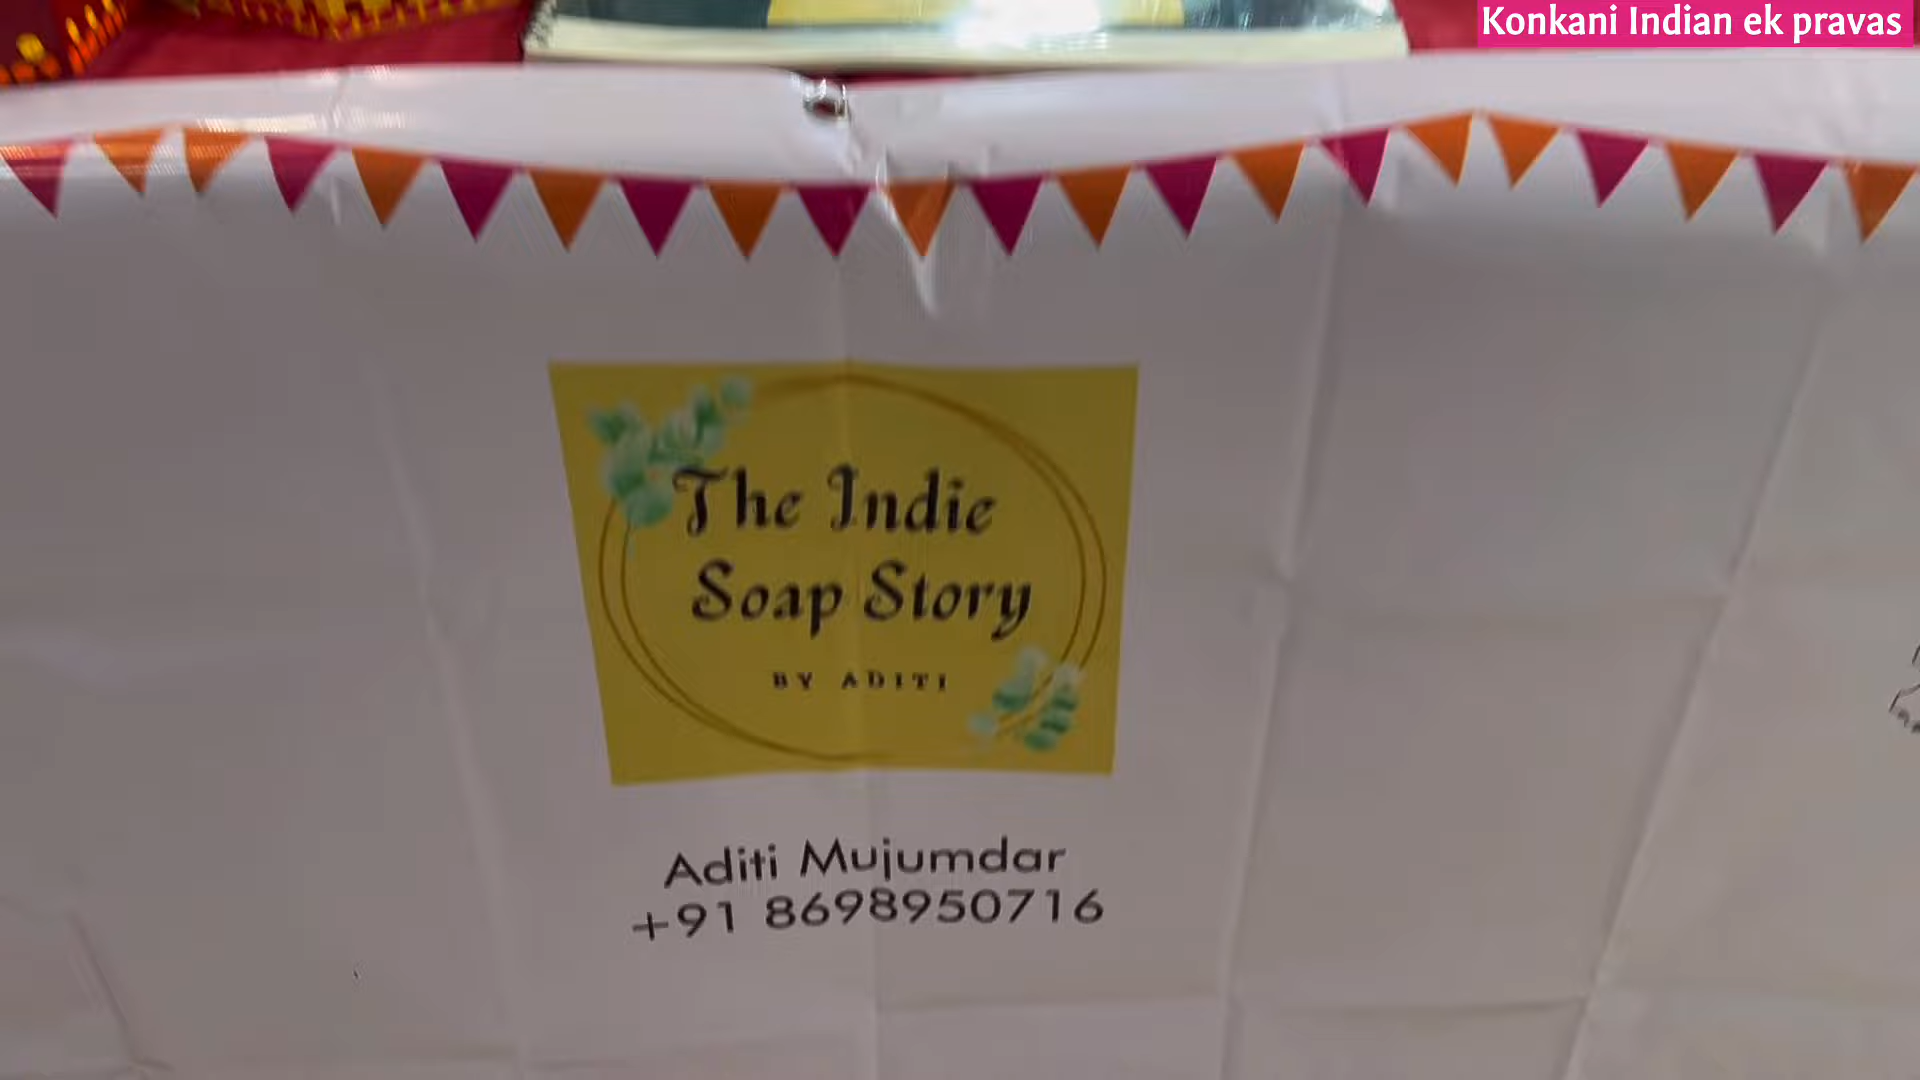 Konkani Indian ek pravas
The Indie
Soap Story
BY ADITI
Aditi Mujumdar
+91 8698950716